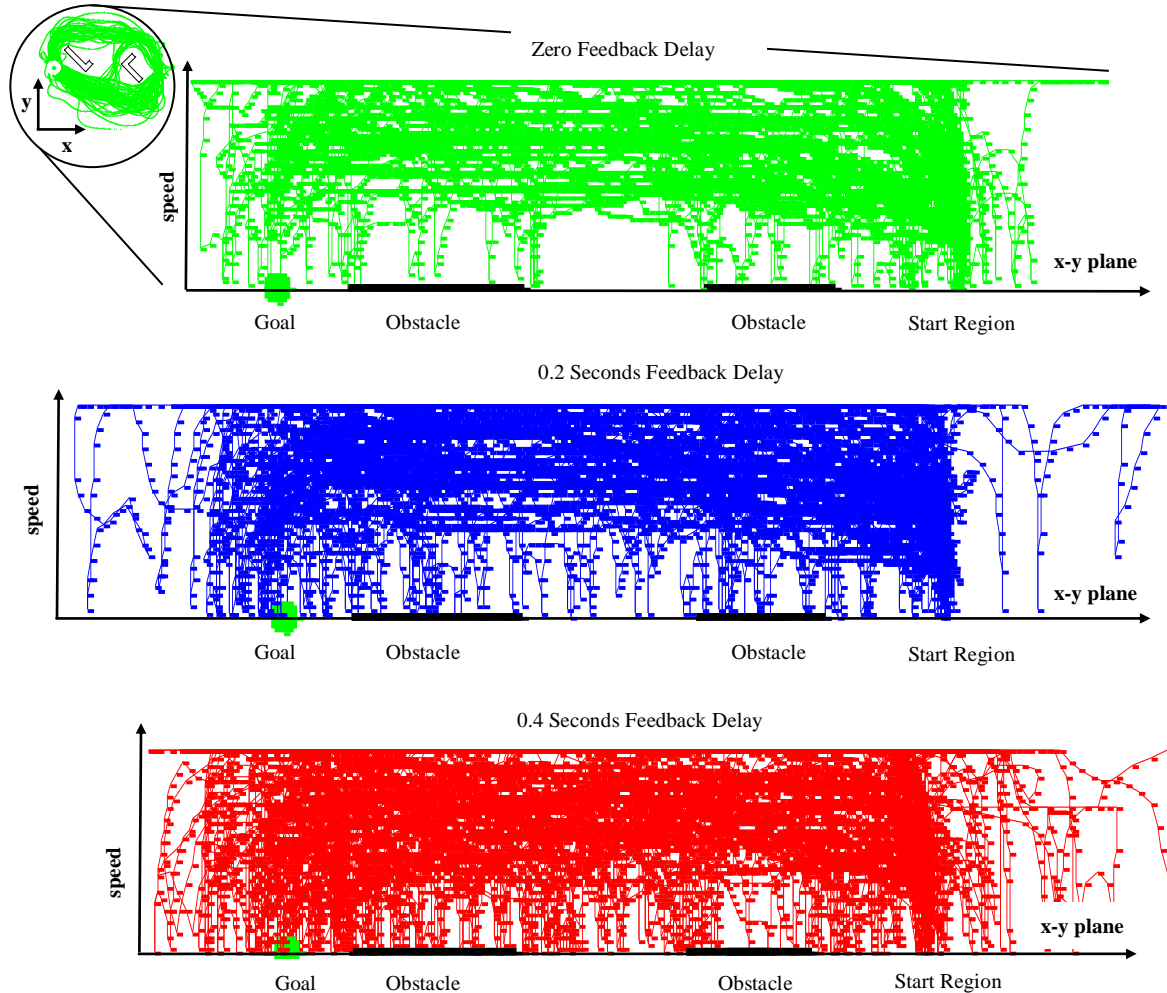 Zero Feedback Delay
y
x
speed
x-y plane
Goal
Obstacle
Obstacle
Start Region
0.2 Seconds Feedback Delay
speed
x-y plane
Goal
Obstacle
Obstacle
Start Region
0.4 Seconds Feedback Delay
speed
x-y plane
Goal
Obstacle
Obstacle
Start Region